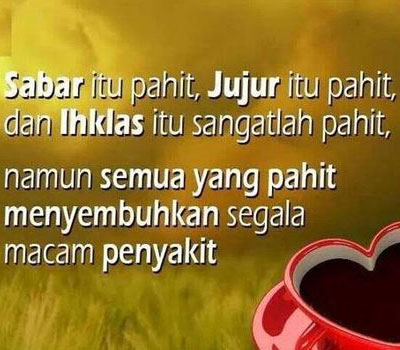 Sabar itu pahit, Jujur itu pahit,
dan Ihklas itu sangatlah pahit,
namun semua yang pahit
menyembuhkan segala
macam penyakit